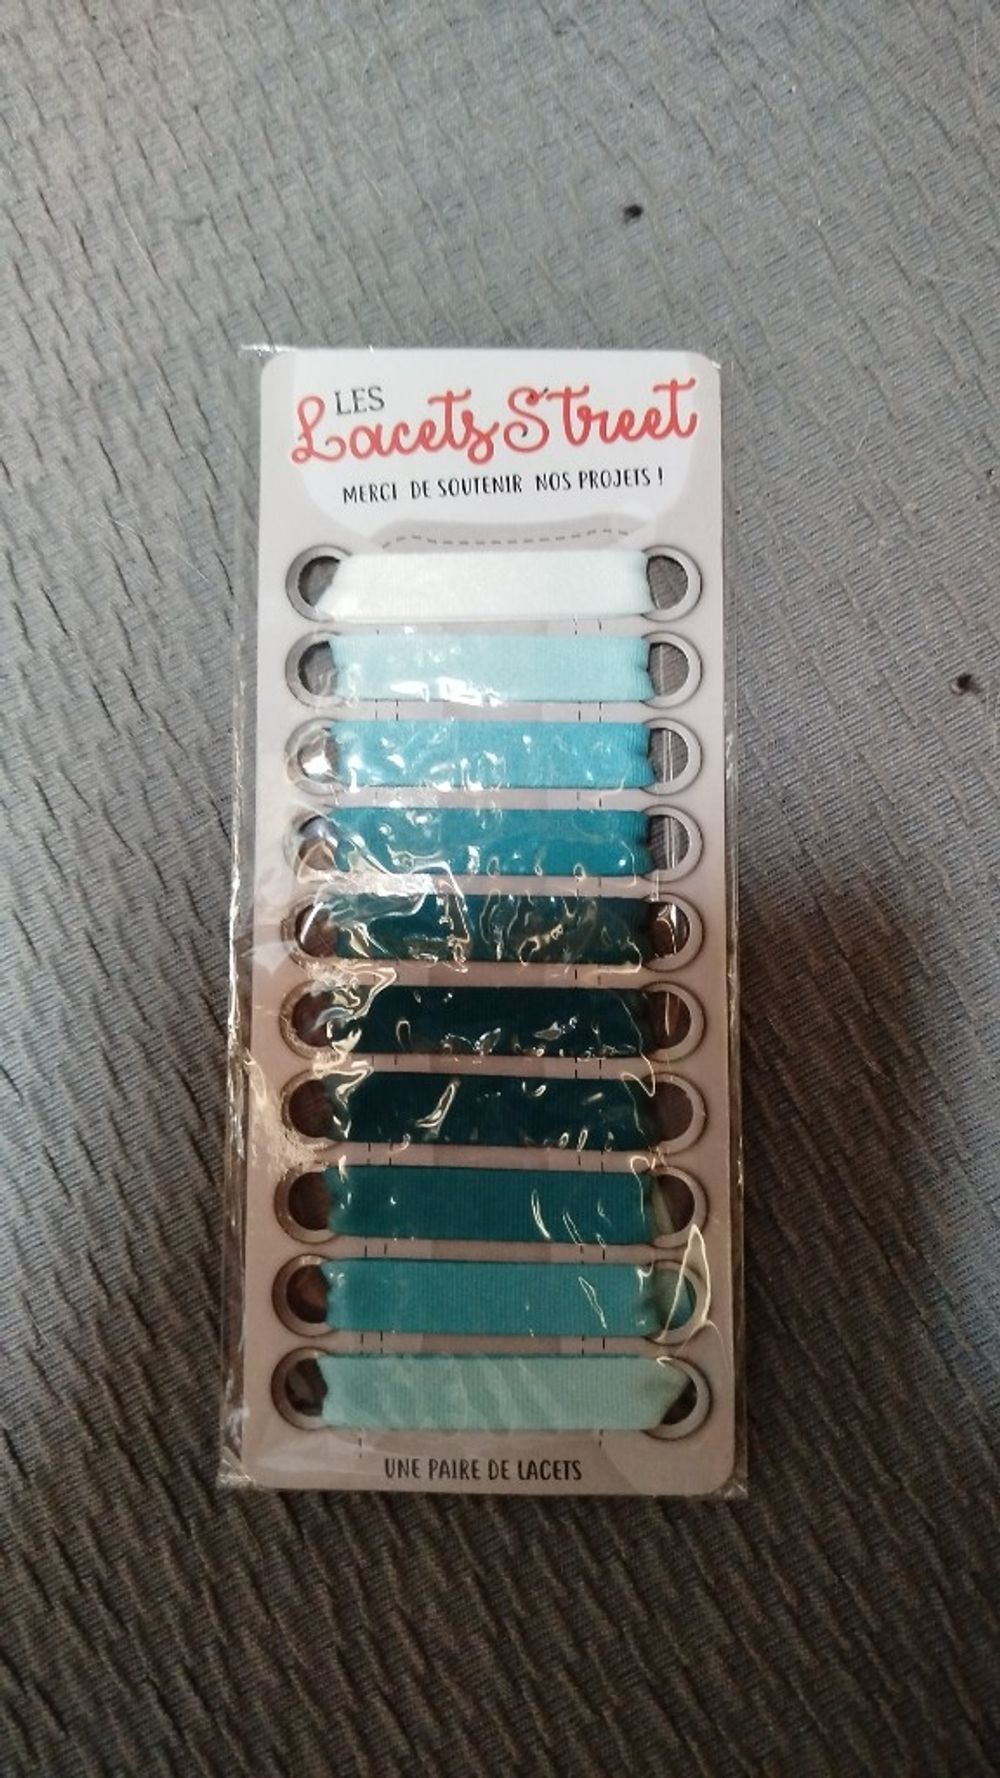 LES
Lacets Street
MERCI DE SOUTENIR NOS PROJETS !
UNE PAIRE DE LACETS